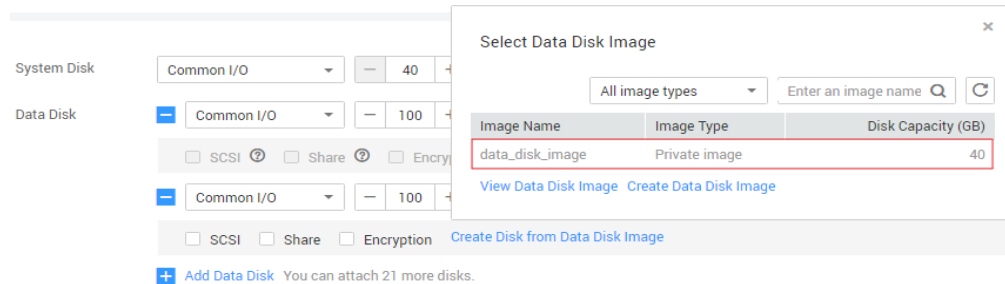 Select Data Disk Image
×
System Disk Common I/O − 40 +
All image types Enter an image name
Data Disk − Common I/O − 100 +
Image Name Image Type Disk Capacity (GB)
SCSI ? Share ?
data_disk_image Private image 40
− Common I/O − 100 +
View Data Disk Image Create Data Disk Image
SCSI Share Encryption Create Disk from Data Disk Image
+ Add Data Disk You can attach 21 more disks.